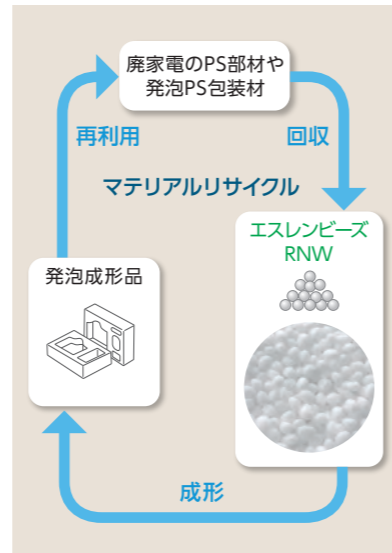 廃家電のPS部材や
発泡PS包装材
再利用
回収
マテリアルリサイクル
エスレンビーズ
RNW
発泡成形品
成形